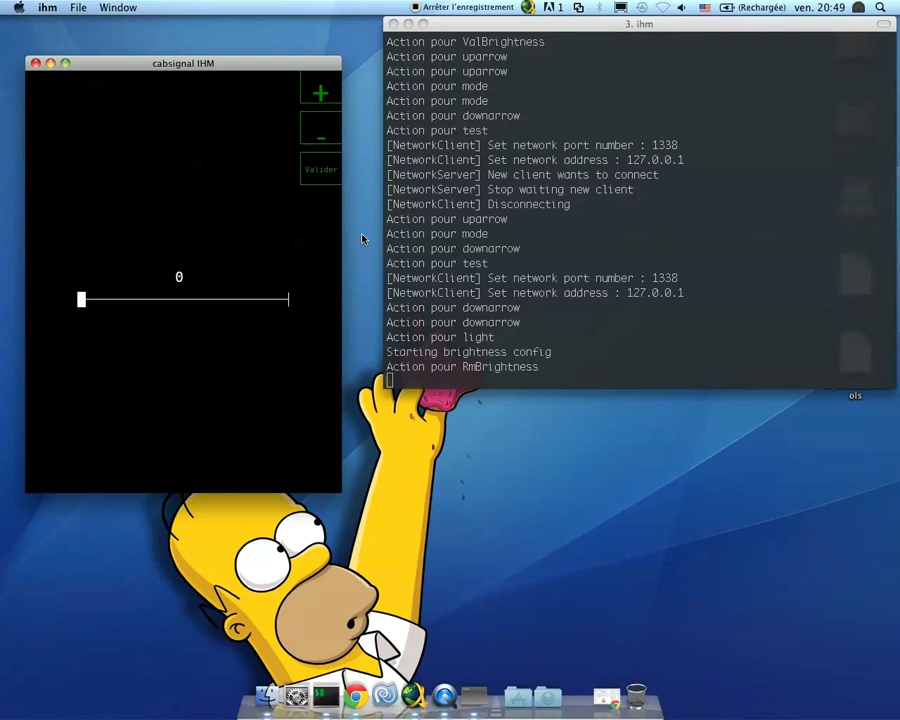 ihm File Window Arrêter l'enregistrement 1 (Rechargée) ven. 20:49
cabsignal IHM
+
-
Valider
0
3. ihm
Action pour ValBrightness
Action pour uparrow
Action pour uparrow
Action pour mode
Action pour mode
Action pour downarrow
Action pour test
[NetworkClient] Set network port number : 1338
[NetworkClient] Set network address : 127.0.0.1
[NetworkServer] New client wants to connect
[NetworkServer] Stop waiting new client
[NetworkClient] Disconnecting
Action pour uparrow
Action pour mode
Action pour downarrow
Action pour test
[NetworkClient] Set network port number : 1338
[NetworkClient] Set network address : 127.0.0.1
Action pour downarrow
Action pour downarrow
Action pour light
Starting brightness config
Action pour RmBrightness
ols